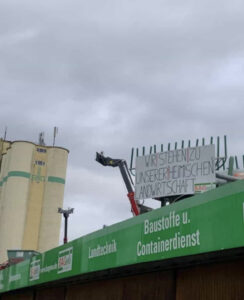 WIR STEHEN ZU
UNSERER HEIMISCHEN
LANDWIRTSCHAFT
Landtechnik
Baustoffe u.
Containerdienst